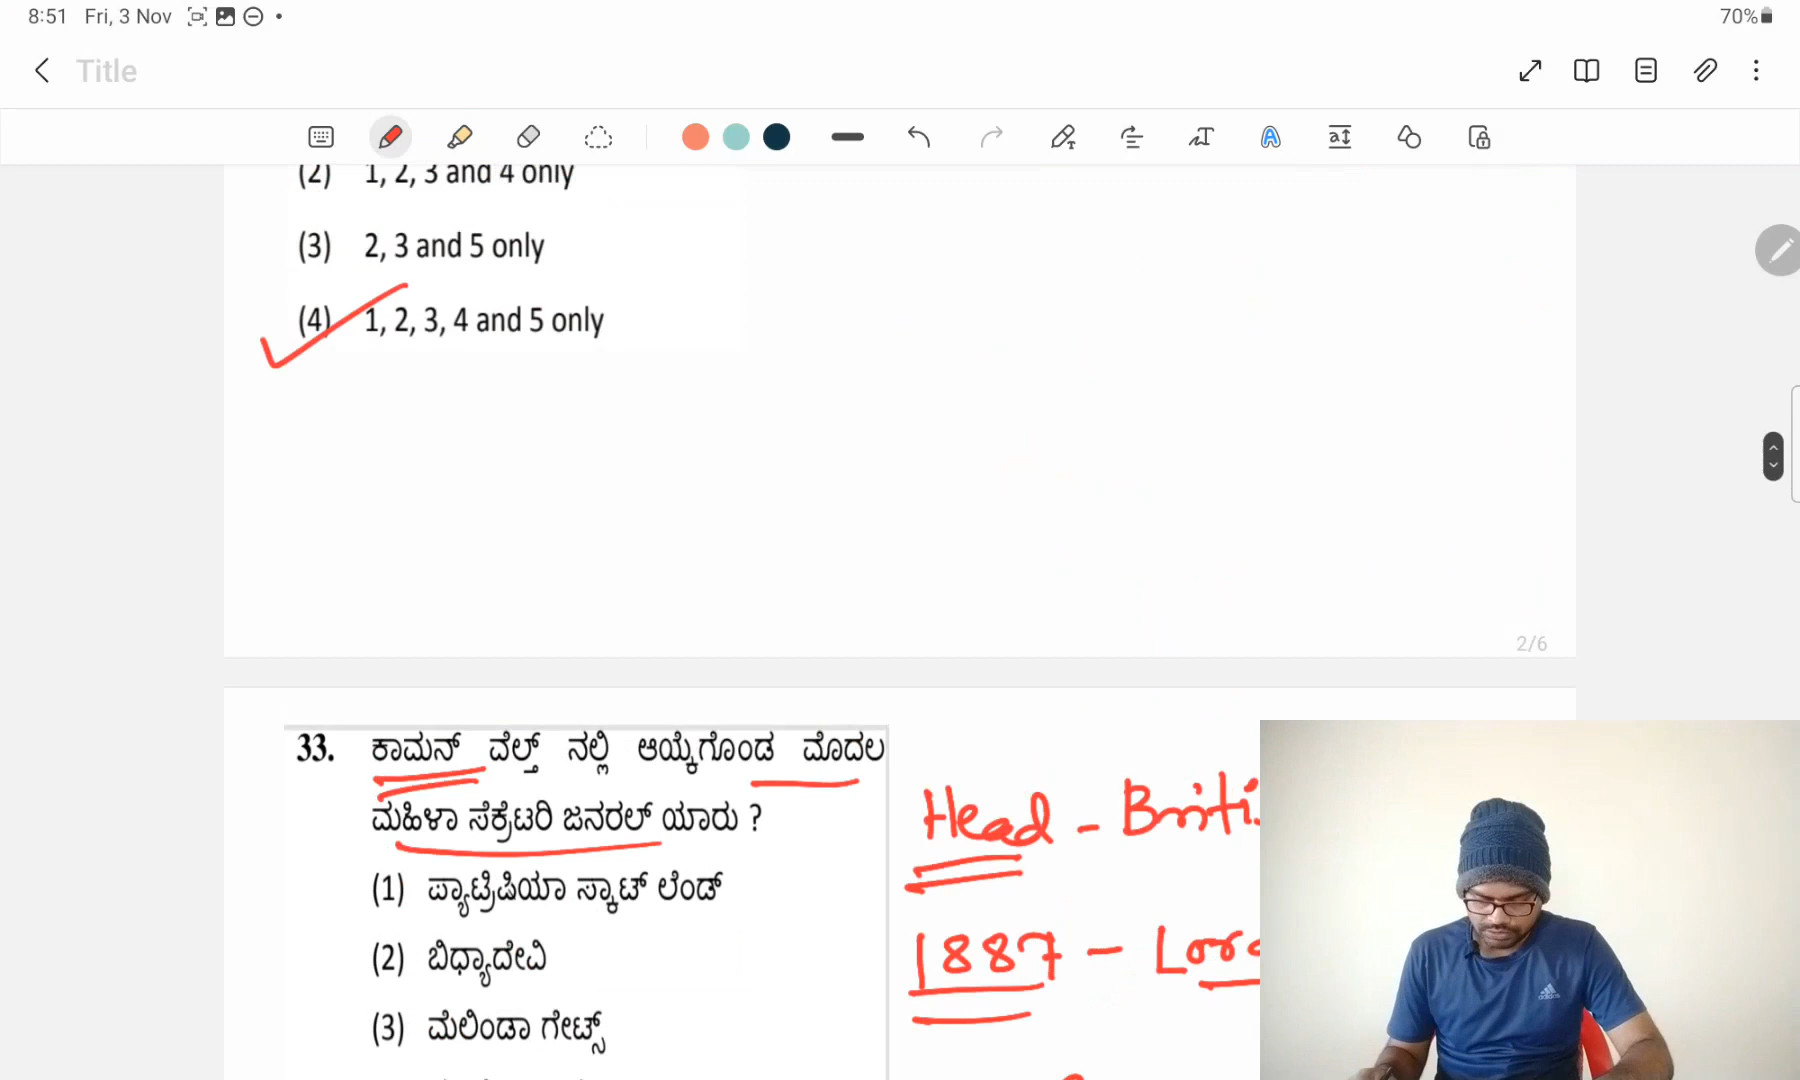 8:51 Fri, 3 Nov
70%
Title
(2) 1, 2, 3 and 4 only
(3) 2, 3 and 5 only
(4) 1, 2, 3, 4 and 5 only
2/6
33. ಕಾಮನ್ ವೆಲ್ತ್ ನಲ್ಲಿ ಆಯ್ಕೆಗೊಂಡ ಮೊದಲ
ಮಹಿಳಾ ಸೆಕ್ರೆಟರಿ ಜನರಲ್ ಯಾರು ?
(1) ಪ್ಯಾಟ್ರಿಷಿಯಾ ಸ್ಕಾಟ್ ಲೆಂಡ್
(2) ಬಿಧ್ಯಾದೇವಿ
(3) ಮೆಲಿಂಡಾ ಗೇಟ್ಸ್
Head - Briti
1887 - Lor
adidas